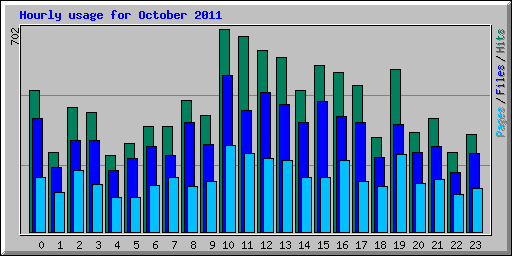 Hourly usage for October 2011
702
Pages/Files/Hits
0 1 2 3 4 5 6 7 8 9 10 11 12 13 14 15 16 17 18 19 20 21 22 23